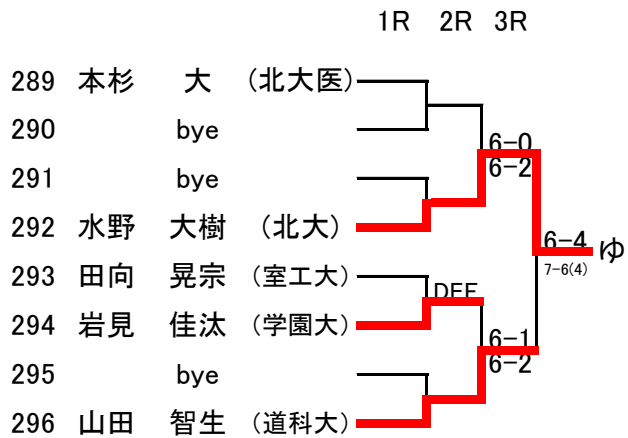 1R 2R 3R
289 本杉 大 (北大医)
290 bye
6-0
6-2
291 bye
292 水野 大樹 (北大)
6-4 ゆ
7-6(4)
293 田向 晃宗 (室工大)
DEF
294 岩見 佳汰 (学園大)
6-1
6-2
295 bye
296 山田 智生 (道科大)